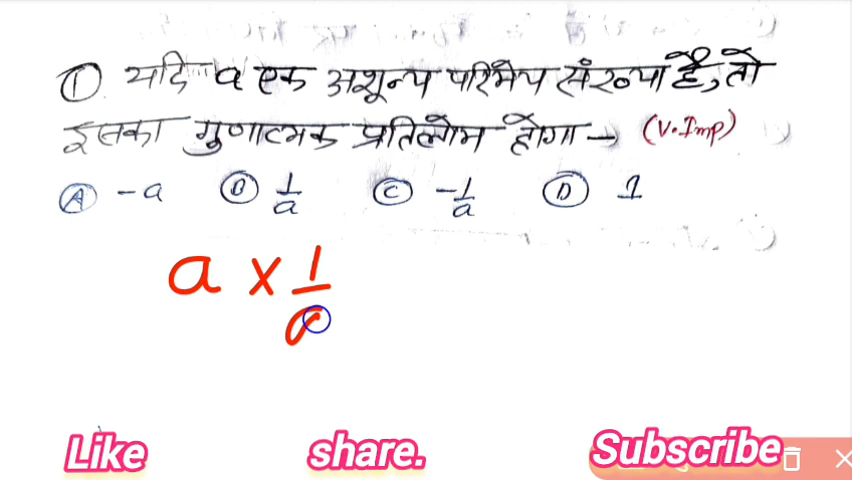 ① यदि a एक अशून्य परिमेय संख्या है, तो
इसका गुणात्मक प्रतिलोम होगा → (V.Imp)
Ⓐ -a Ⓑ 1/a Ⓒ -1/a Ⓓ 1
a × 1/a
Like share. Subscribe